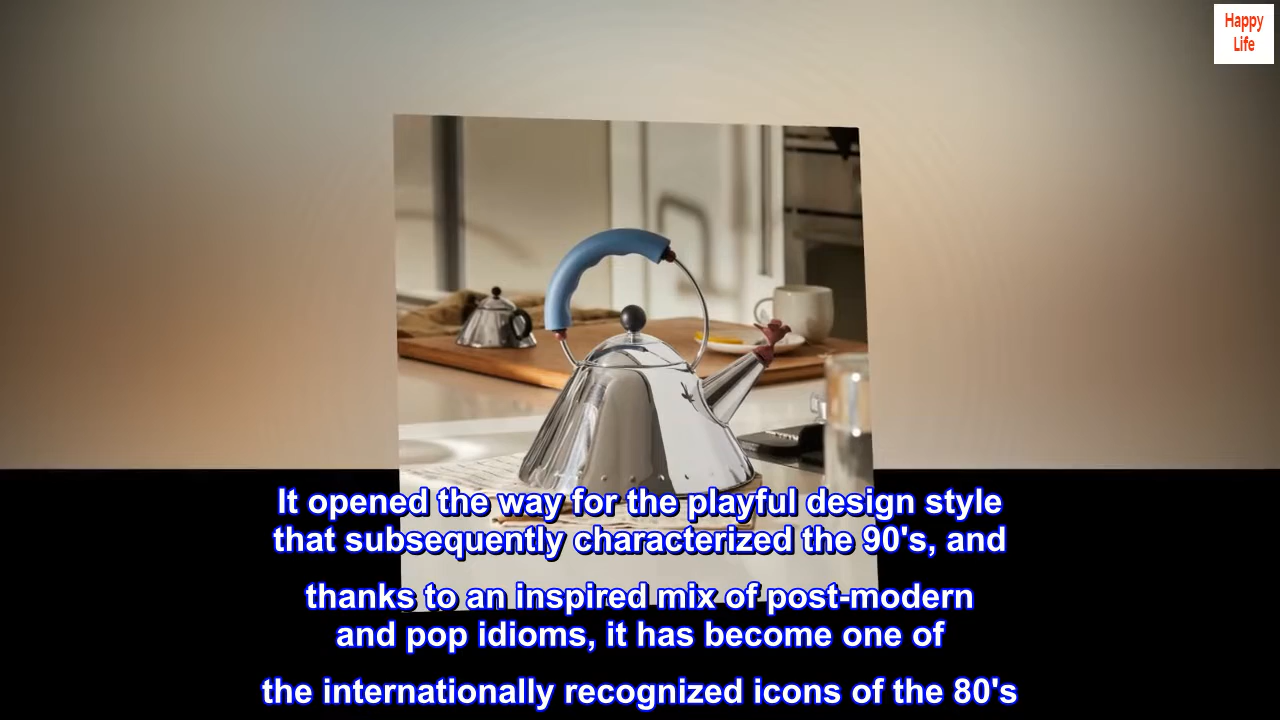 Happy
Life
It opened the way for the playful design style
that subsequently characterized the 90's, and
thanks to an inspired mix of post-modern
and pop idioms, it has become one of
the internationally recognized icons of the 80's